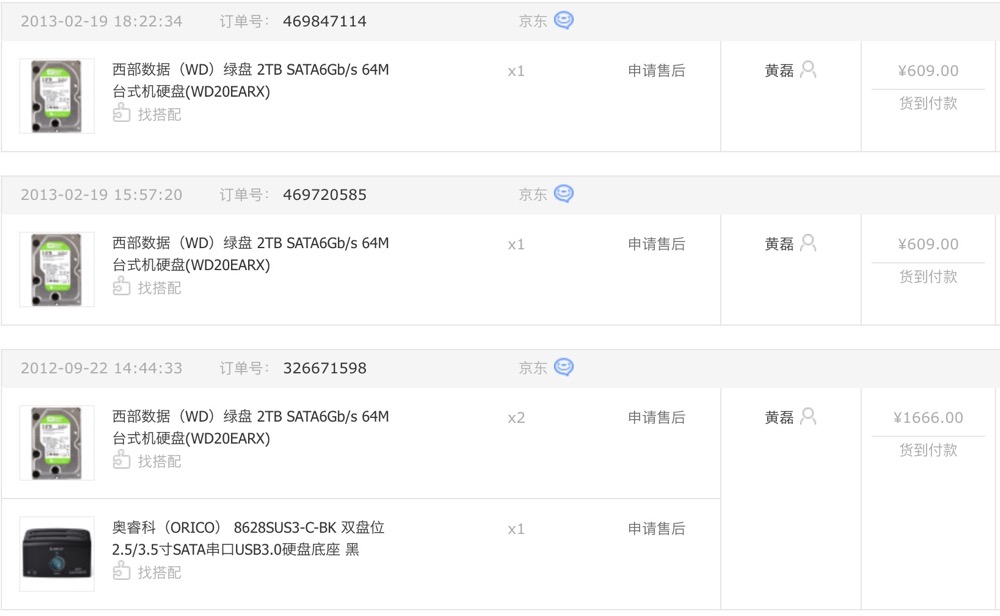 2013-02-19 18:22:34 订单号： 469847114 京东
西部数据（WD）绿盘 2TB SATA6Gb/s 64M x1 申请售后 黄磊 ¥609.00
台式机硬盘(WD20EARX) 货到付款
找搭配
2013-02-19 15:57:20 订单号： 469720585 京东
西部数据（WD）绿盘 2TB SATA6Gb/s 64M x1 申请售后 黄磊 ¥609.00
台式机硬盘(WD20EARX) 货到付款
找搭配
2012-09-22 14:44:33 订单号： 326671598 京东
西部数据（WD）绿盘 2TB SATA6Gb/s 64M x2 申请售后 黄磊 ¥1666.00
台式机硬盘(WD20EARX) 货到付款
找搭配
奥睿科（ORICO） 8628SUS3-C-BK 双盘位 x1 申请售后
2.5/3.5寸SATA串口USB3.0硬盘底座 黑
找搭配